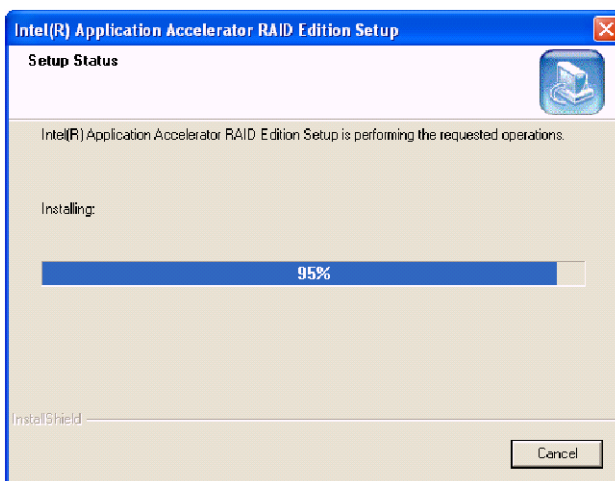 Intel(R) Application Accelerator RAID Edition Setup
Setup Status
Intel(R) Application Accelerator RAID Edition Setup is performing the requested operations.
Installing:
95%
InstallShield
Cancel